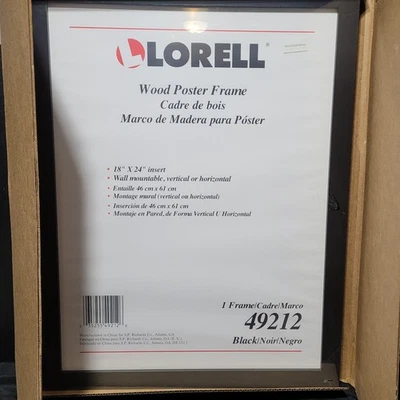 LORELL
Wood Poster Frame
Cadre de bois
Marco de Madera para Póster
• 18" X 24" insert
• Wall mountable, vertical or horizontal
• Entaille 46 cm x 61 cm
• Montage mural (vertical ou horizontal)
• Inserción de 46 cm x 61 cm
• Montaje en Pared, de Forma Vertical U Horizontal
1 Frame/Cadre/Marco
49212
Black/Noir/Negro